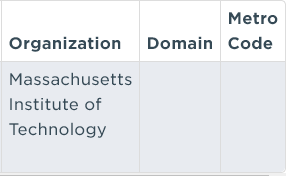 Organization Domain Metro Code
Massachusetts
Institute of
Technology